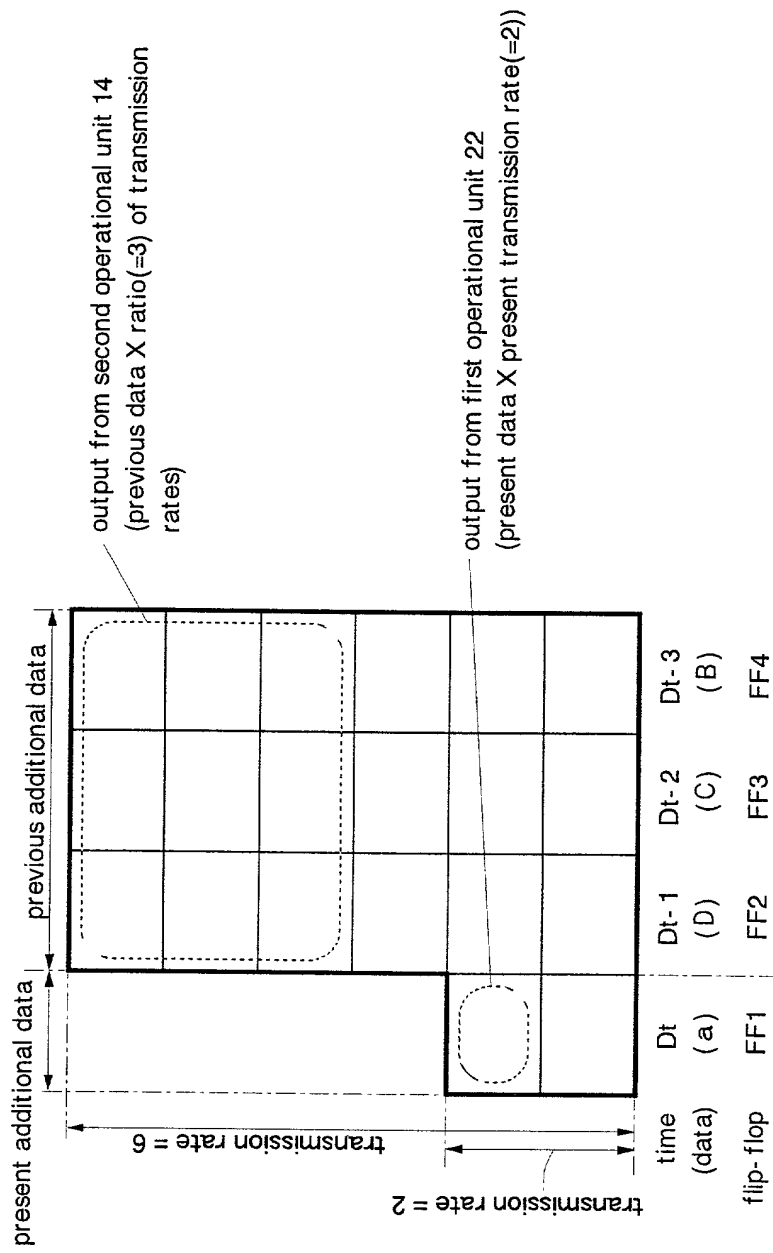 present additional data
previous additional data
output from second operational unit 14
(previous data X ratio(=3) of transmission
rates)
output from first operational unit 22
(present data X present transmission rate(=2))
transmission rate = 6
transmission rate = 2
time Dt Dt-1 Dt-2 Dt-3
(data) (a) (D) (C) (B)
flip-flop FF1 FF2 FF3 FF4